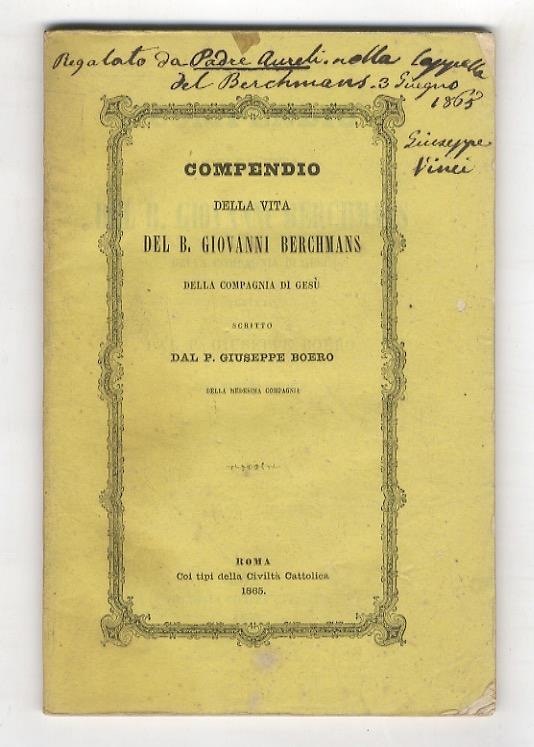 Regalato da Padre Aureli nella Cappella
del Berchmans. 3 Giugno
1865
Giuseppe
Vinci
COMPENDIO
DELLA VITA
DEL B. GIOVANNI BERCHMANS
DELLA COMPAGNIA DI GESÙ
SCRITTO
DAL P. GIUSEPPE BOERO
DELLA MEDESIMA COMPAGNIA
ROMA
Coi tipi della Civiltà Cattolica
1865.